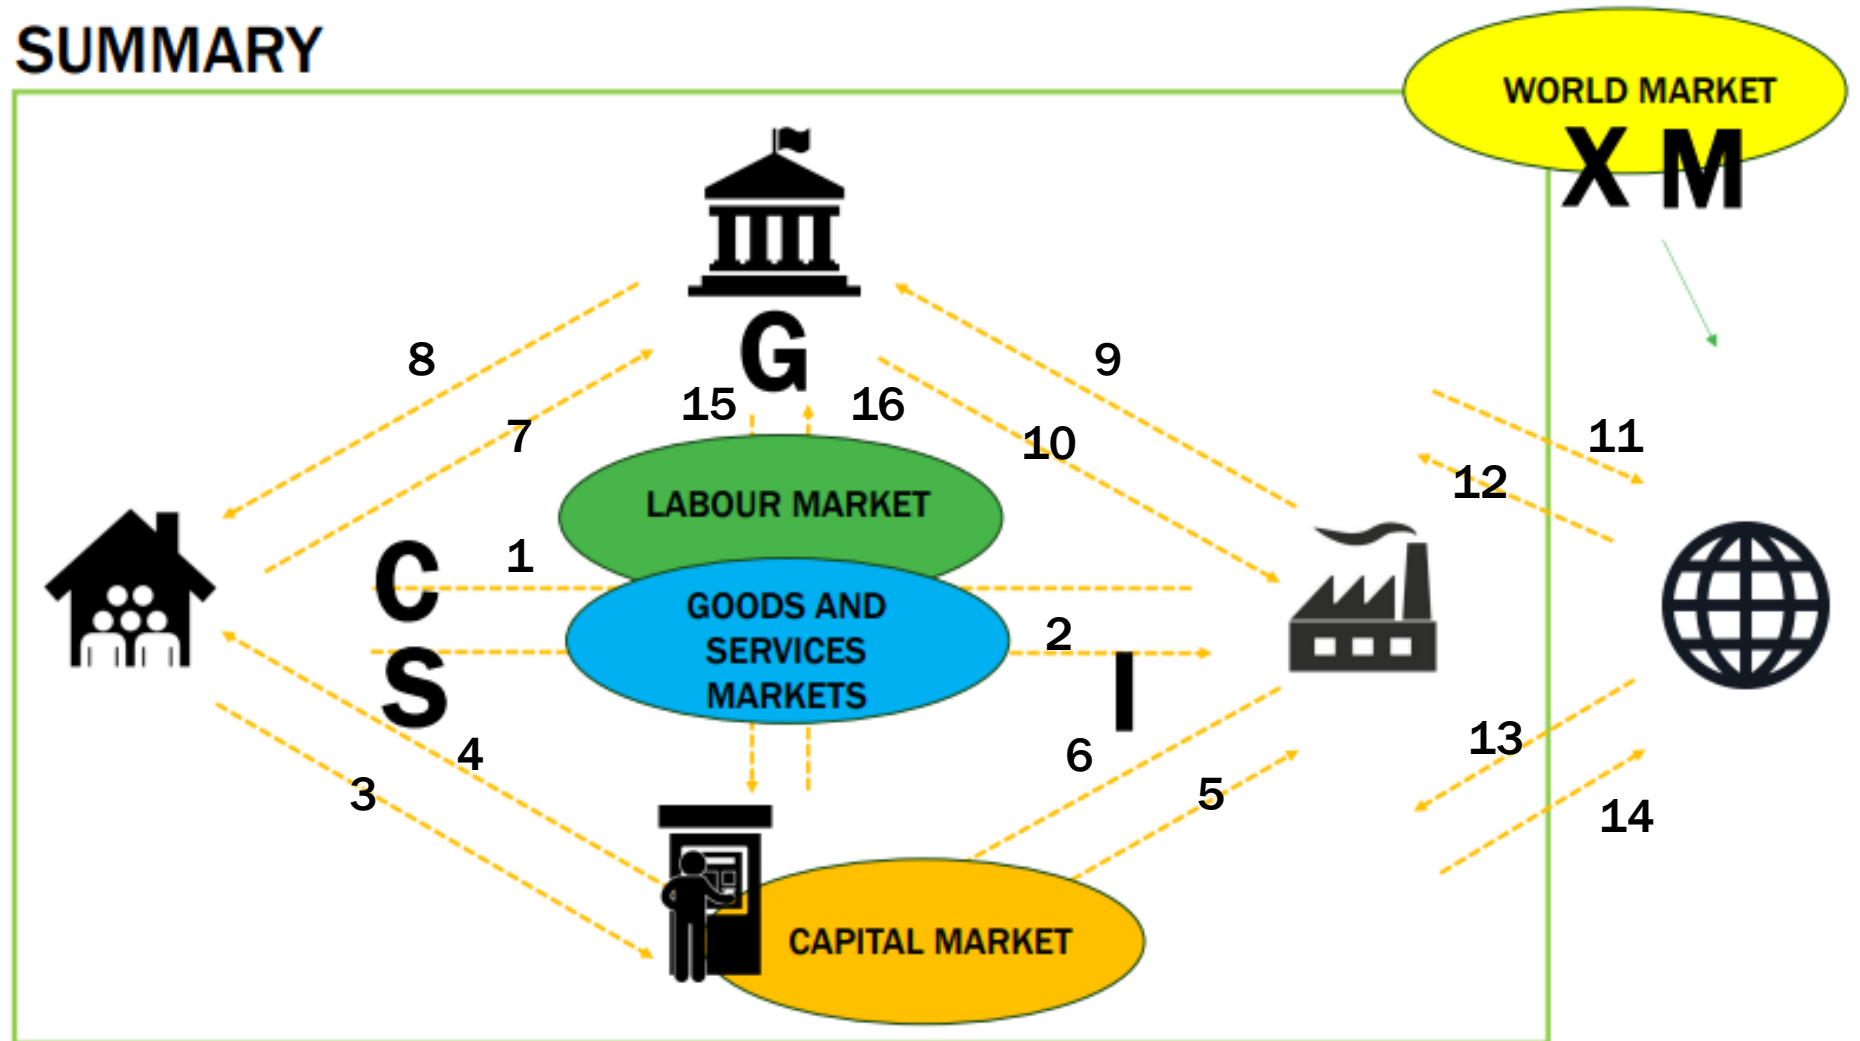 SUMMARY
WORLD MARKET
X M
G
8
9
7
15
16
10
11
12
LABOUR MARKET
C
1
GOODS AND
SERVICES
MARKETS
2
S
I
4
3
6
5
13
14
CAPITAL MARKET